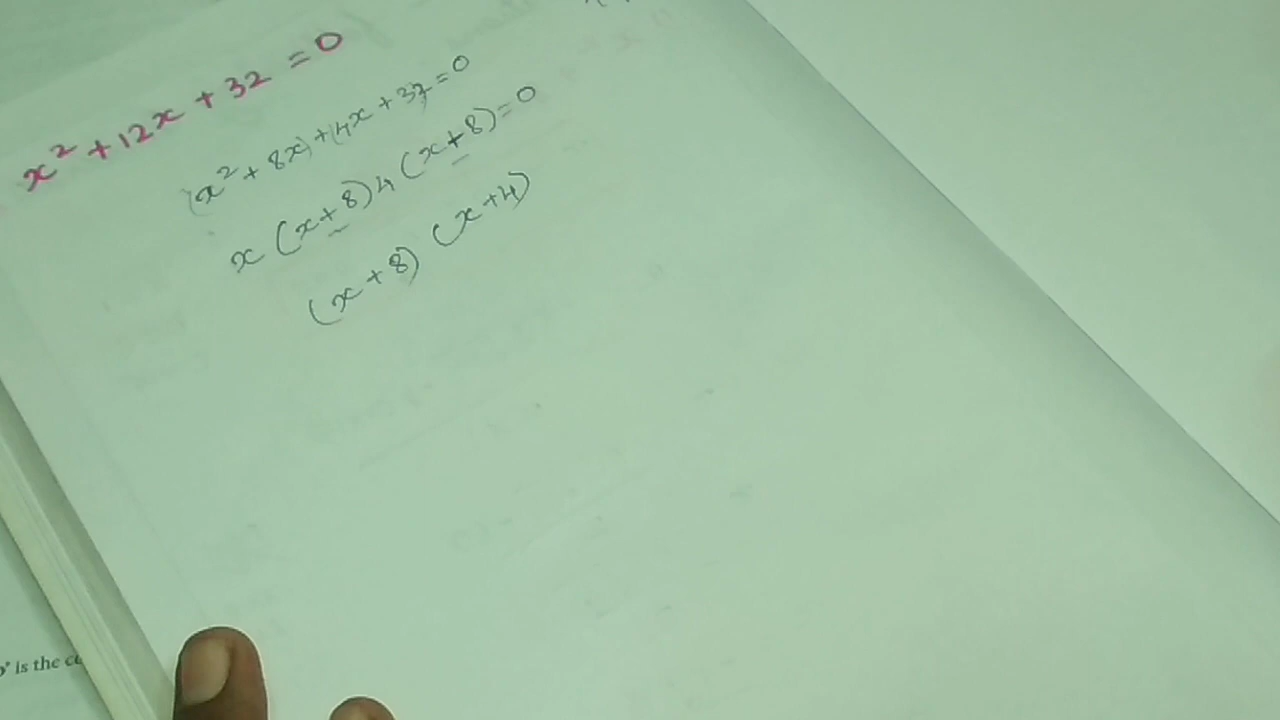 x² + 12x + 32 = 0
(x² + 8x) + (4x + 32) = 0
x (x + 8) 4 (x + 8) = 0
(x + 8) (x + 4)
is the